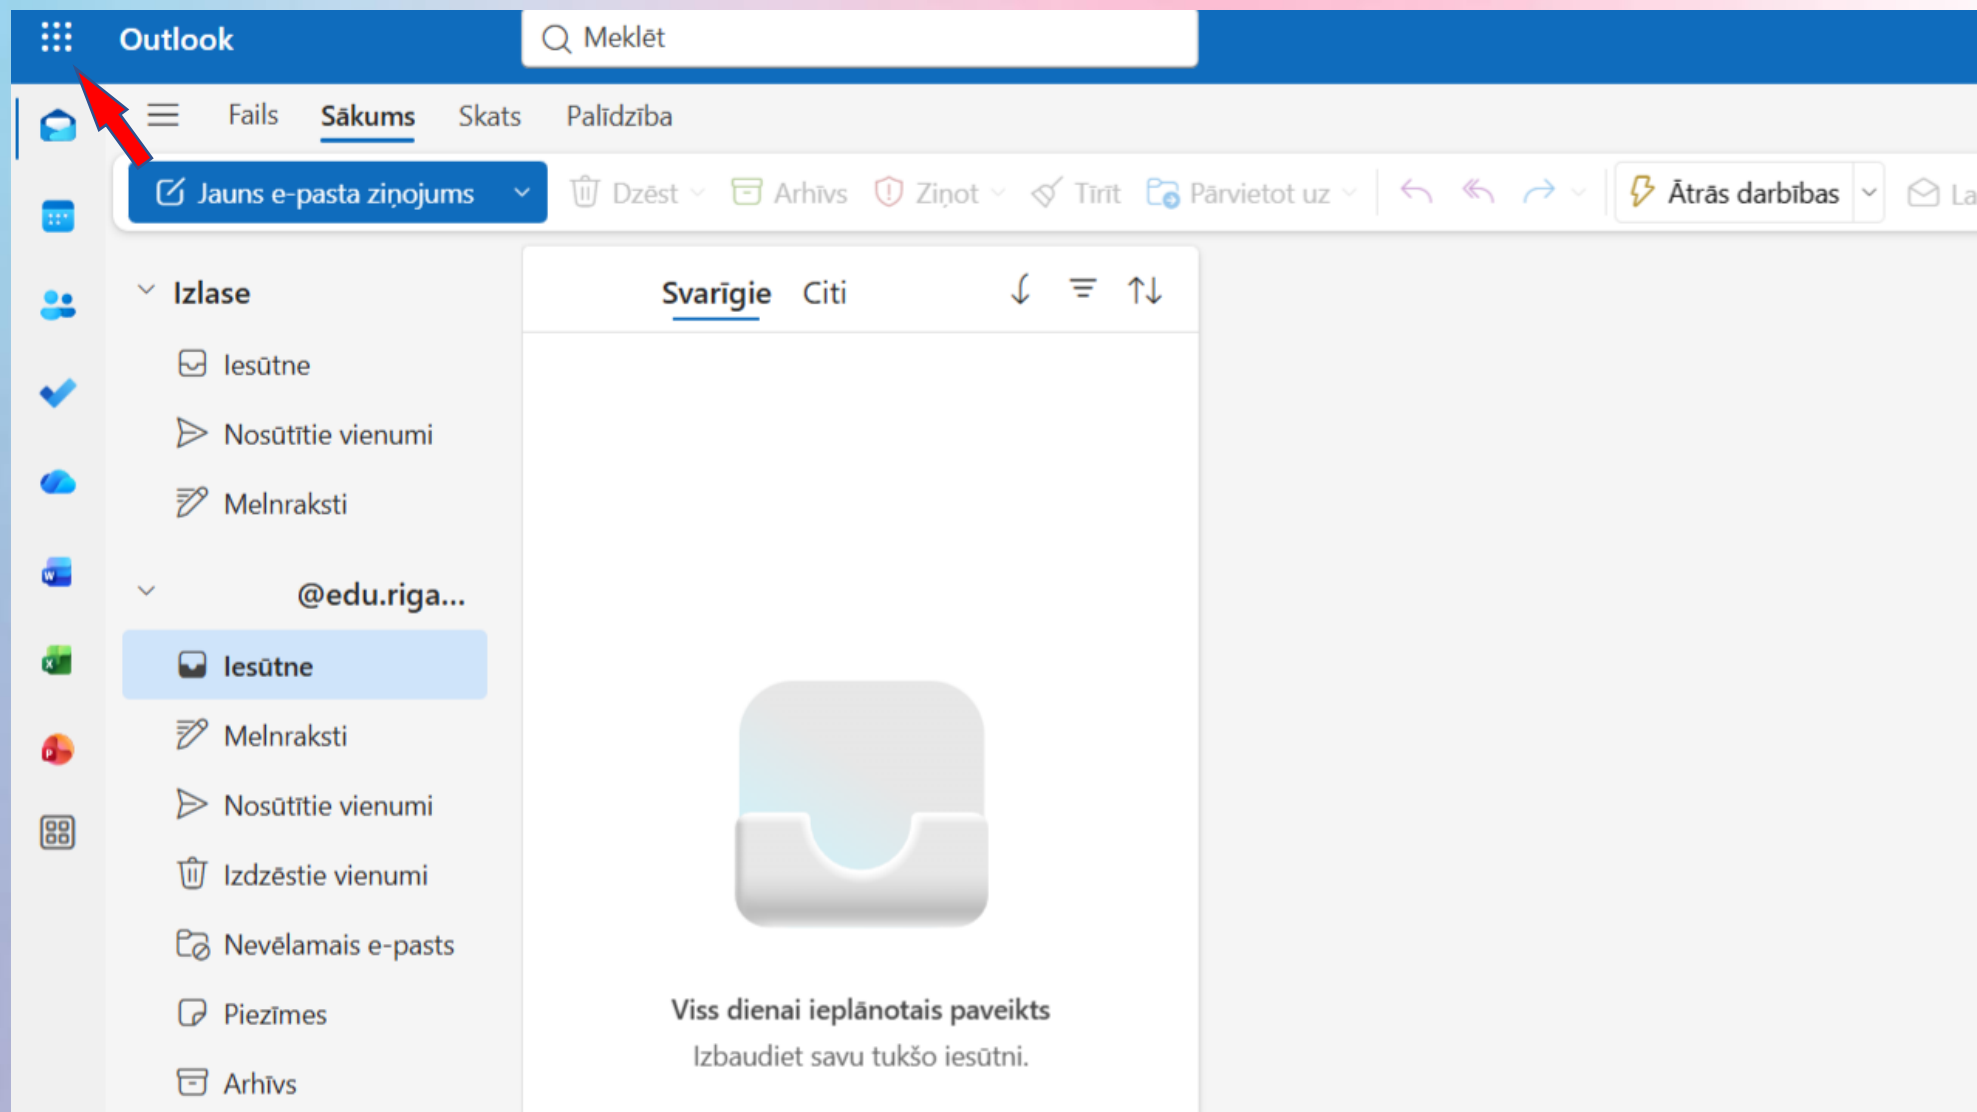 Outlook
Meklēt
Fails Sākums Skats Palīdzība
Jauns e-pasta ziņojums Dzēst Arhīvs Ziņot Tīrīt Pārvietot uz Ātrās darbības La
Izlase
Svarīgie Citi
Iesūtne
Nosūtītie vienumi
Melnraksti
@edu.riga...
Iesūtne
Melnraksti
Nosūtītie vienumi
Izdzēstie vienumi
Nevēlamais e-pasts
Piezīmes
Arhīvs
Viss dienai ieplānotais paveikts
Izbaudiet savu tukšo iesūtni.